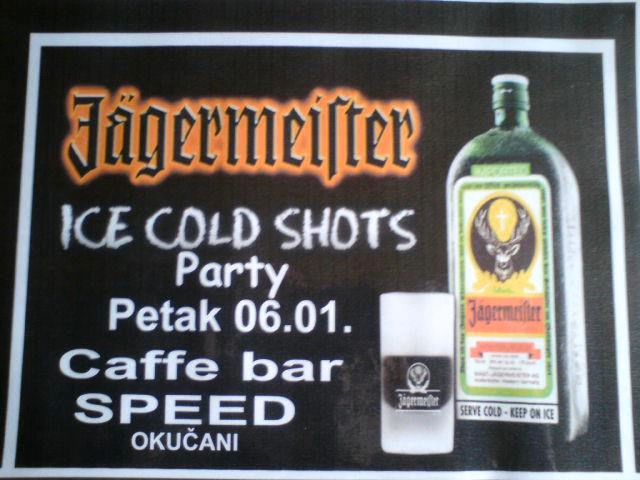 Jägermeister
ICE COLD SHOTS
Party
Petak 06.01.
Caffe bar
SPEED
OKUČANI
Jägermeister
Jägermeister
SERVE COLD - KEEP ON ICE